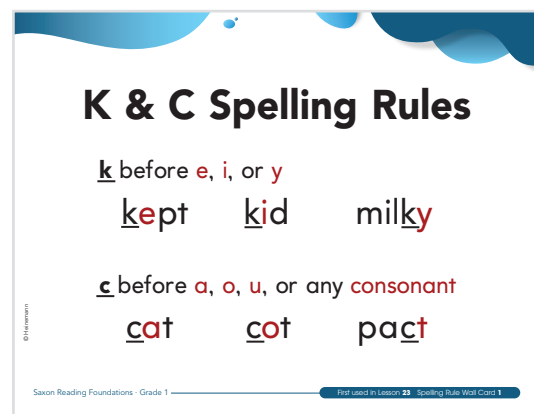 K & C Spelling Rules
k before e, i, or y
kept kid milky
c before a, o, u, or any consonant
cat cot pact
© Heinemann
Saxon Reading Foundations · Grade 1
First used in Lesson 23 Spelling Rule Wall Card 1